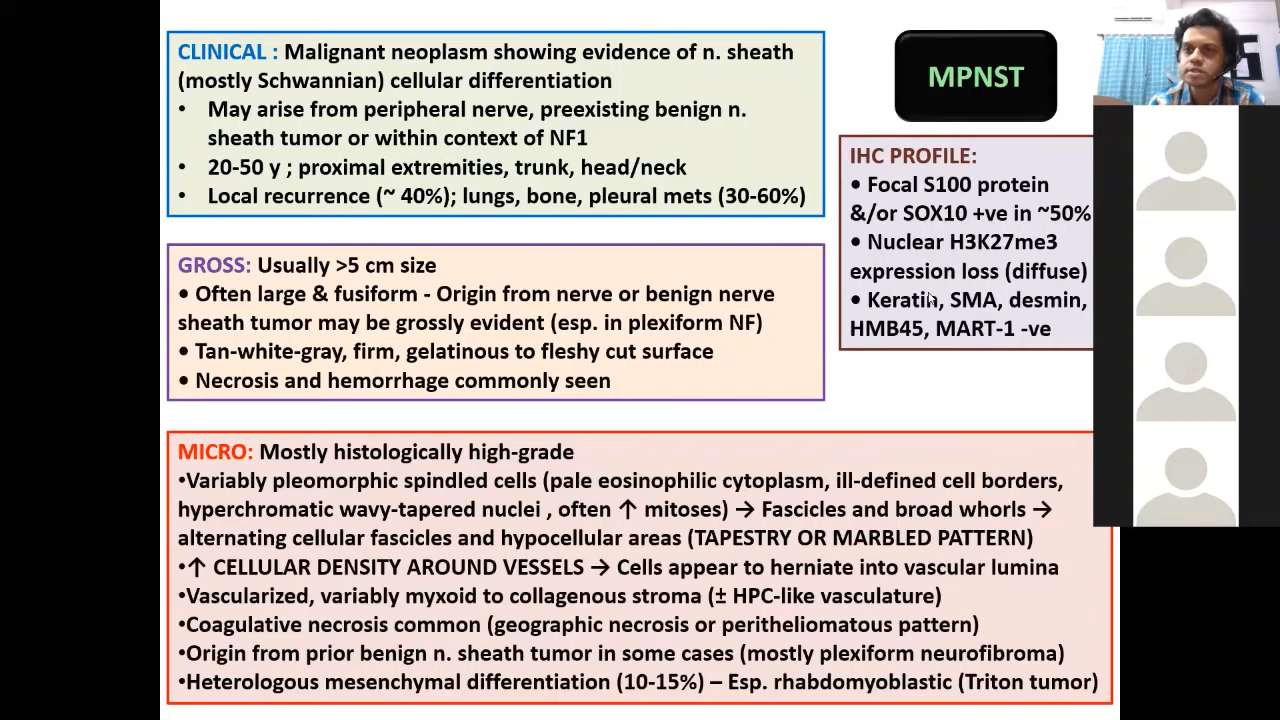 CLINICAL : Malignant neoplasm showing evidence of n. sheath
(mostly Schwannian) cellular differentiation
• May arise from peripheral nerve, preexisting benign n.
sheath tumor or within context of NF1
• 20-50 y ; proximal extremities, trunk, head/neck
• Local recurrence (~ 40%); lungs, bone, pleural mets (30-60%)
MPNST
IHC PROFILE:
• Focal S100 protein
&/or SOX10 +ve in ~50%
• Nuclear H3K27me3
expression loss (diffuse)
• Keratin, SMA, desmin,
HMB45, MART-1 -ve
GROSS: Usually >5 cm size
• Often large & fusiform - Origin from nerve or benign nerve
sheath tumor may be grossly evident (esp. in plexiform NF)
• Tan-white-gray, firm, gelatinous to fleshy cut surface
• Necrosis and hemorrhage commonly seen
MICRO: Mostly histologically high-grade
•Variably pleomorphic spindled cells (pale eosinophilic cytoplasm, ill-defined cell borders,
hyperchromatic wavy-tapered nuclei , often ↑ mitoses) → Fascicles and broad whorls →
alternating cellular fascicles and hypocellular areas (TAPESTRY OR MARBLED PATTERN)
•↑ CELLULAR DENSITY AROUND VESSELS → Cells appear to herniate into vascular lumina
•Vascularized, variably myxoid to collagenous stroma (± HPC-like vasculature)
•Coagulative necrosis common (geographic necrosis or peritheliomatous pattern)
•Origin from prior benign n. sheath tumor in some cases (mostly plexiform neurofibroma)
•Heterologous mesenchymal differentiation (10-15%) – Esp. rhabdomyoblastic (Triton tumor)